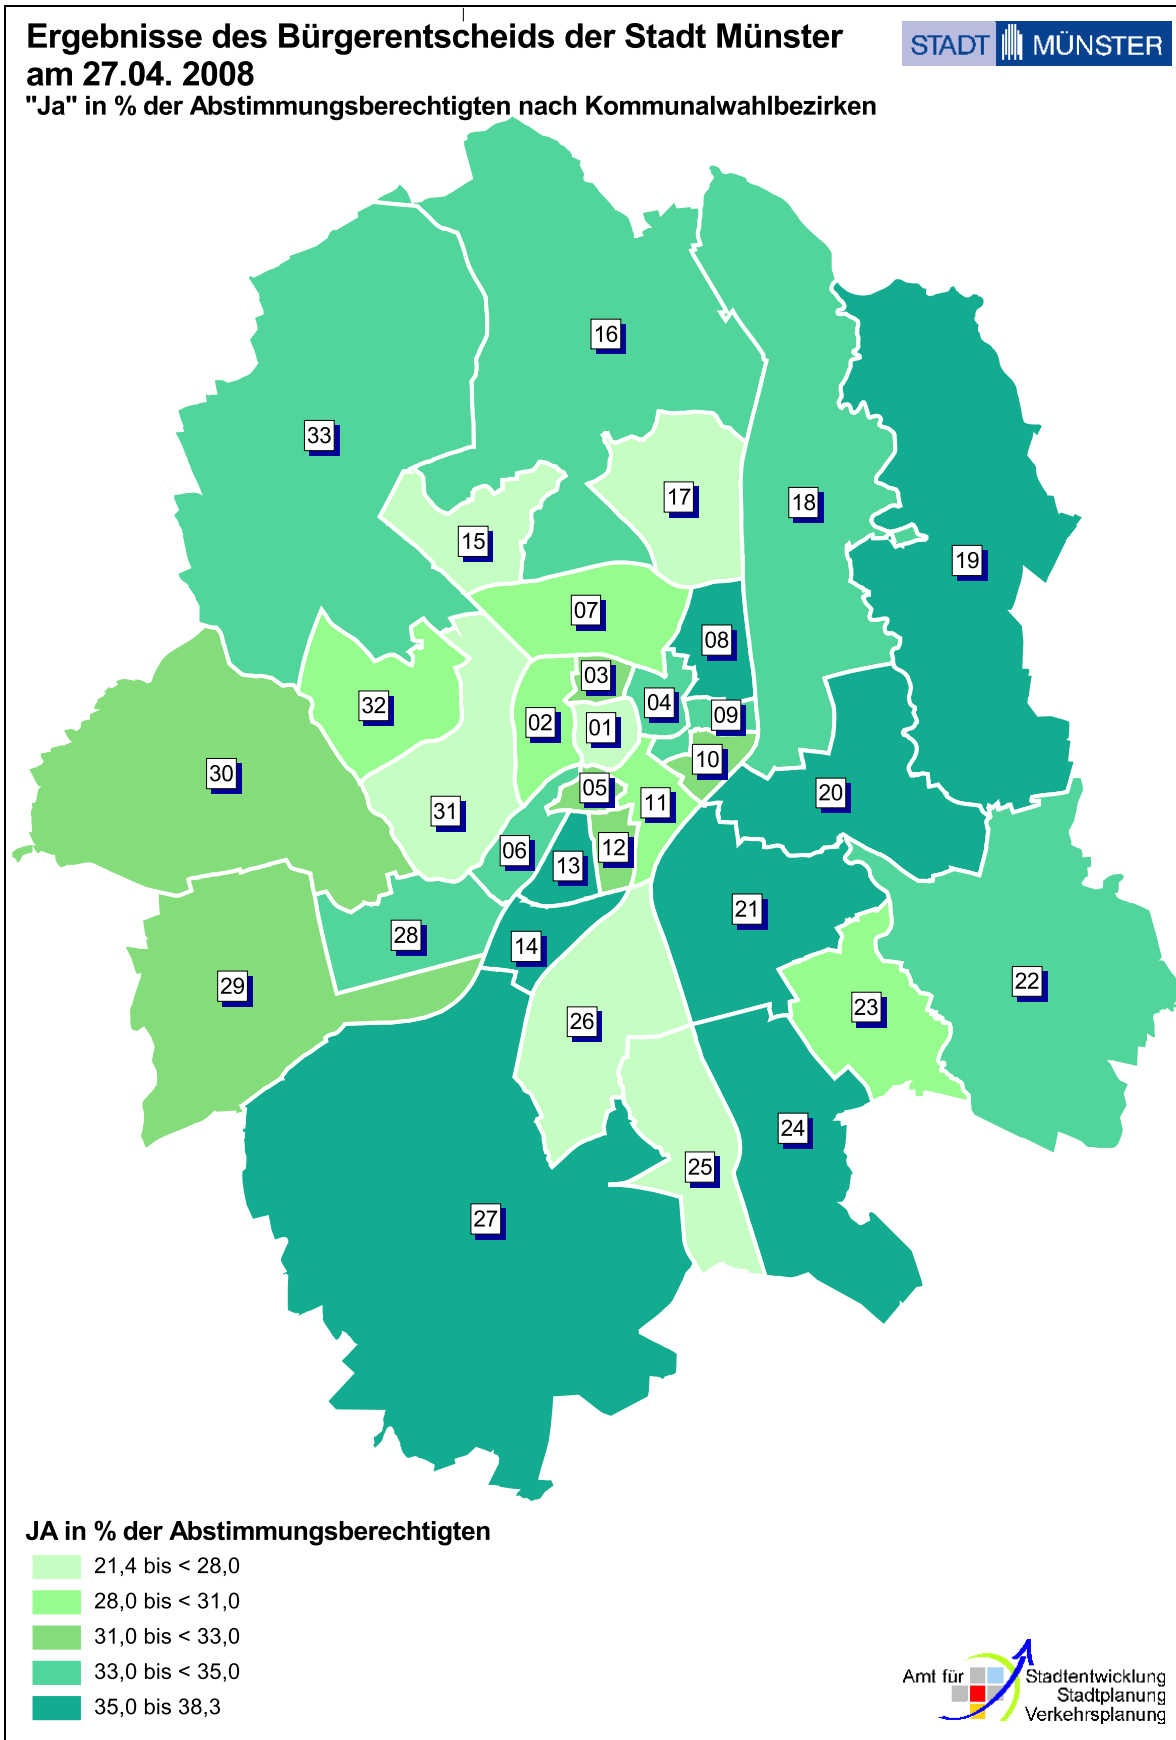 Ergebnisse des Bürgerentscheids der Stadt Münster
am 27.04. 2008
"Ja" in % der Abstimmungsberechtigten nach Kommunalwahlbezirken
STADT MÜNSTER
16
33
17
18
15
19
07
08
03
04
32
09
02
01
10
30
05
20
11
31
12
06
13
21
28
14
22
29
23
26
24
25
27
JA in % der Abstimmungsberechtigten
21,4 bis < 28,0
28,0 bis < 31,0
31,0 bis < 33,0
33,0 bis < 35,0
35,0 bis 38,3
Amt für Stadtentwicklung
Stadtplanung
Verkehrsplanung